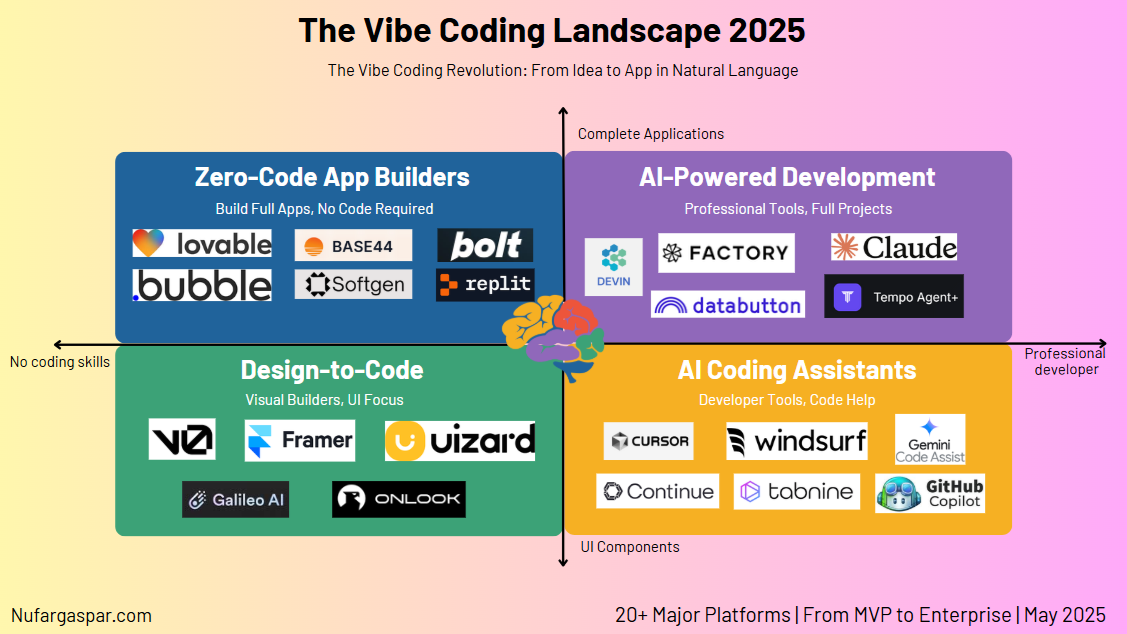 The Vibe Coding Landscape 2025
The Vibe Coding Revolution: From Idea to App in Natural Language
Complete Applications
Zero-Code App Builders
Build Full Apps, No Code Required
lovable
BASE44
bolt
.bubble
Softgen
replit
AI-Powered Development
Professional Tools, Full Projects
DEVIN
FACTORY
Claude
databutton
T
Tempo Agent+
No coding skills
Professional
developer
Design-to-Code
Visual Builders, UI Focus
v0
Framer
uizard
Galileo AI
ONLOOK
AI Coding Assistants
Developer Tools, Code Help
CURSOR
windsurf
Gemini
Code Assist
Continue
tabnine
GitHub
Copilot
UI Components
Nufargaspar.com
20+ Major Platforms | From MVP to Enterprise | May 2025